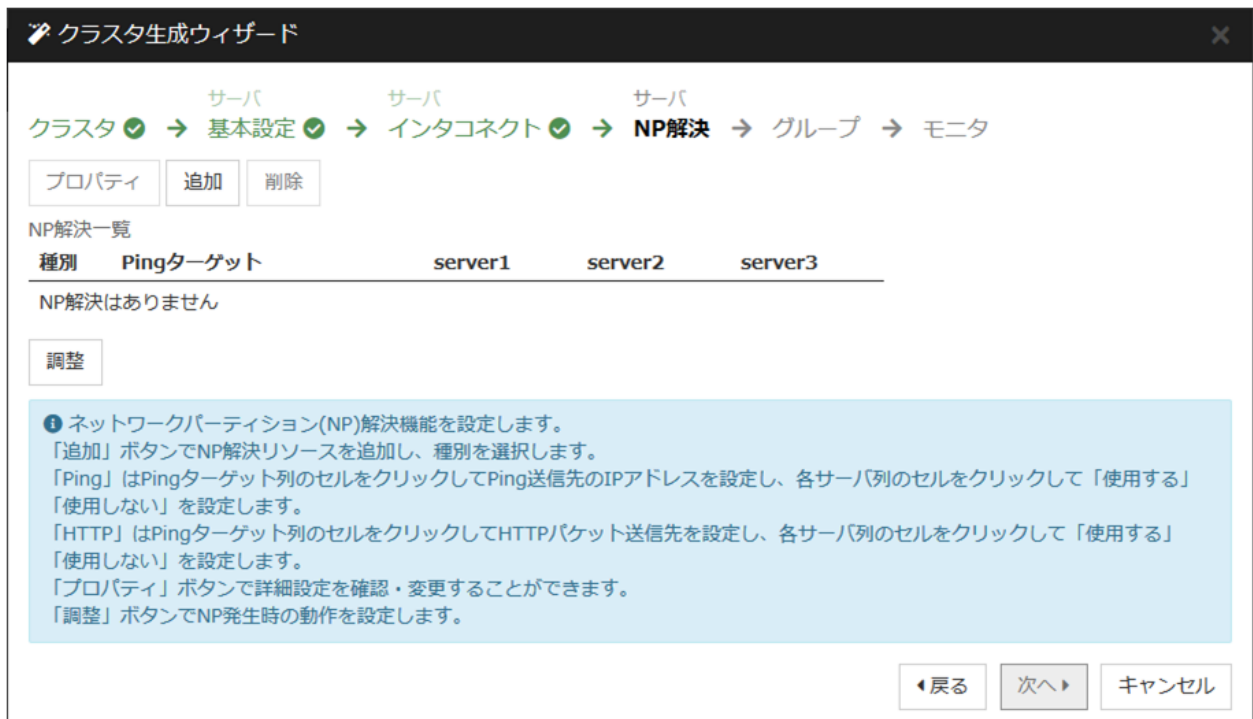 クラスタ生成ウィザード
サーバ サーバ サーバ
クラスタ → 基本設定 → インタコネクト → NP解決 → グループ → モニタ
プロパティ 追加 削除
NP解決一覧
種別 Pingターゲット server1 server2 server3
NP解決はありません
調整
ネットワークパーティション(NP)解決機能を設定します。
「追加」ボタンでNP解決リソースを追加し、種別を選択します。
「Ping」はPingターゲット列のセルをクリックしてPing送信先のIPアドレスを設定し、各サーバ列のセルをクリックして「使用する」
「使用しない」を設定します。
「HTTP」はPingターゲット列のセルをクリックしてHTTPパケット送信先を設定し、各サーバ列のセルをクリックして「使用する」
「使用しない」を設定します。
「プロパティ」ボタンで詳細設定を確認・変更することができます。
「調整」ボタンでNP発生時の動作を設定します。
戻る 次へ キャンセル